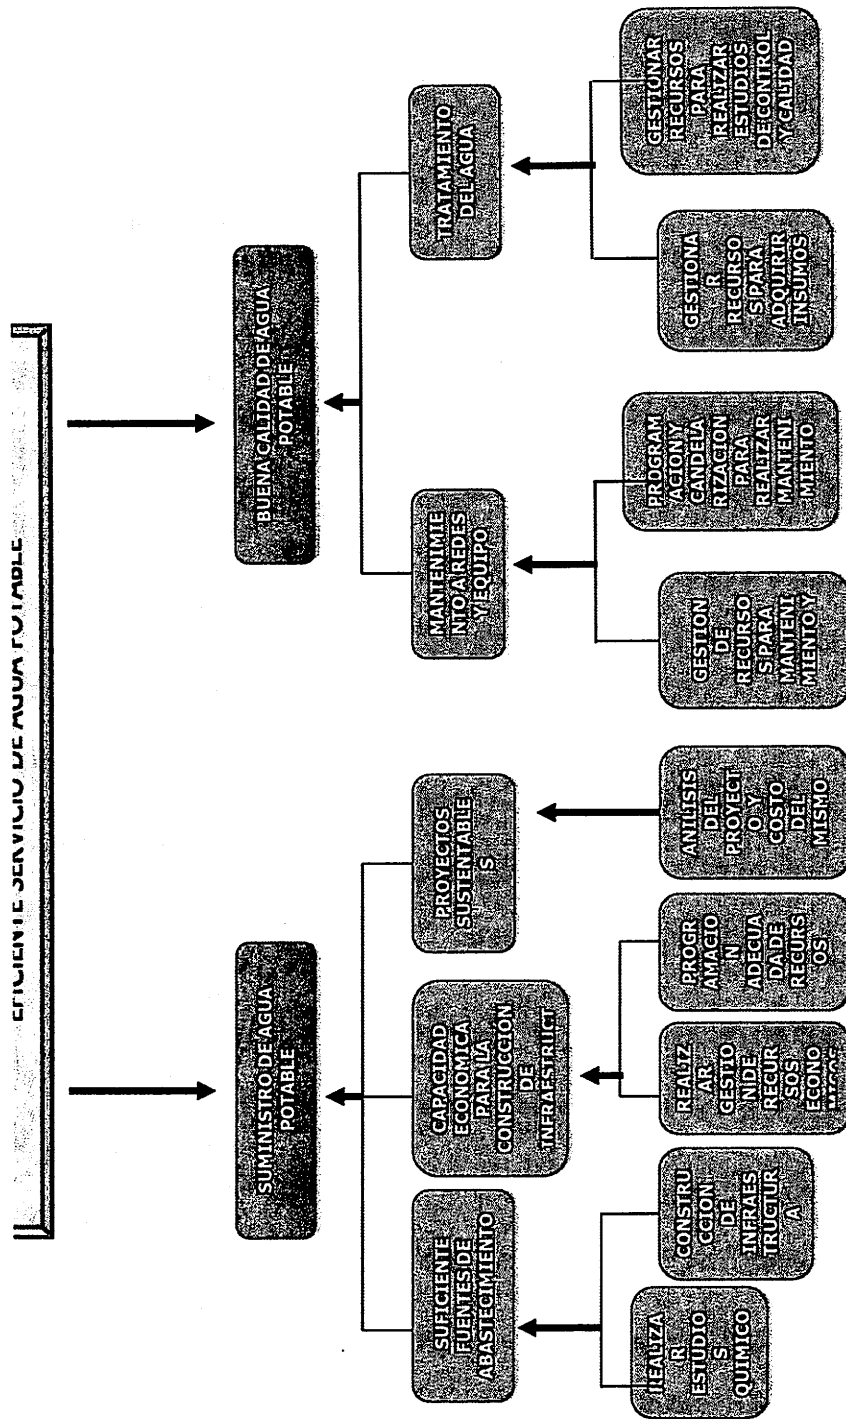 EFICIENTE SERVICIO DE AGUA POTABLE
SUMINISTRO DE AGUA
POTABLE
BUENA CALIDAD DE AGUA
POTABLE
SUFICIENTE
FUENTES DE
ABASTECIMIENTO
CAPACIDAD
ECONOMICA
PARA LA
CONSTRUCCIÓN
DE
INFRAESTRUCT
PROYECTOS
SUSTENTABLE
S
MANTENIMIE
NTO A REDES
Y EQUIPO
TRATAMIENTO
DEL AGUA
REALIZA
R
ESTUDIO
S
QUIMICO
CONSTRU
CCION
DE
INFRAES
TRUCTUR
A
REALIZ
AR
GESTIO
N DE
RECUR
SOS
ECONO
PROGR
AMACIO
N
ADECUA
DA DE
RECURS
OS
ANÁLISIS
DEL
PROYECT
O Y
COSTO
DEL
MISMO
GESTION
DE
RECURSO
S PARA
MANTENI
MIENTO Y
PROGRAM
ACION Y
CANDELA
RIZACION
PARA
REALIZAR
MANTENI-
MIENTO
GESTIONA
R
RECURSO
S PARA
ADQUIRIR
INSUMOS
GESTIONAR
RECURSOS
PARA
REALIZAR
ESTUDIOS
DE CONTROL
Y CALIDAD